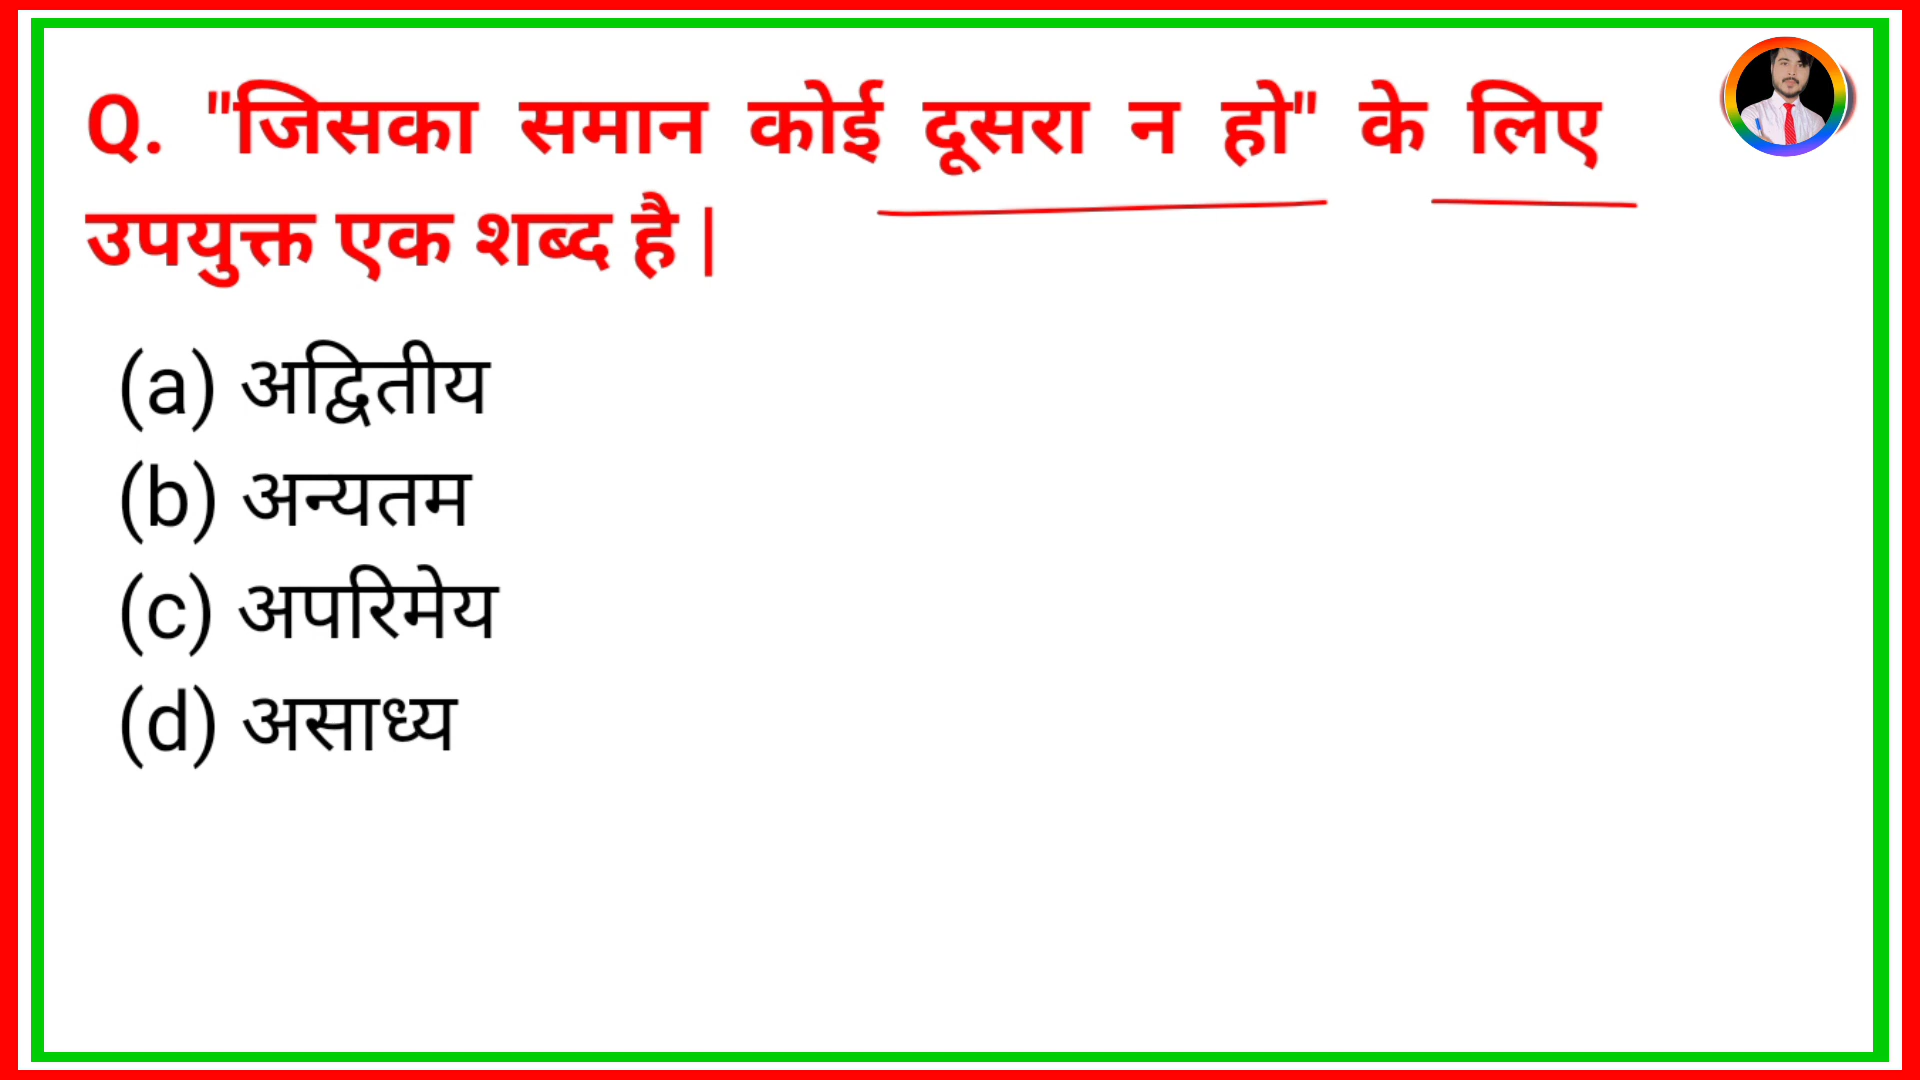 Q. "जिसका समान कोई दूसरा न हो" के लिए
उपयुक्त एक शब्द है |
(a) अद्वितीय
(b) अन्यतम
(c) अपरिमेय
(d) असाध्य